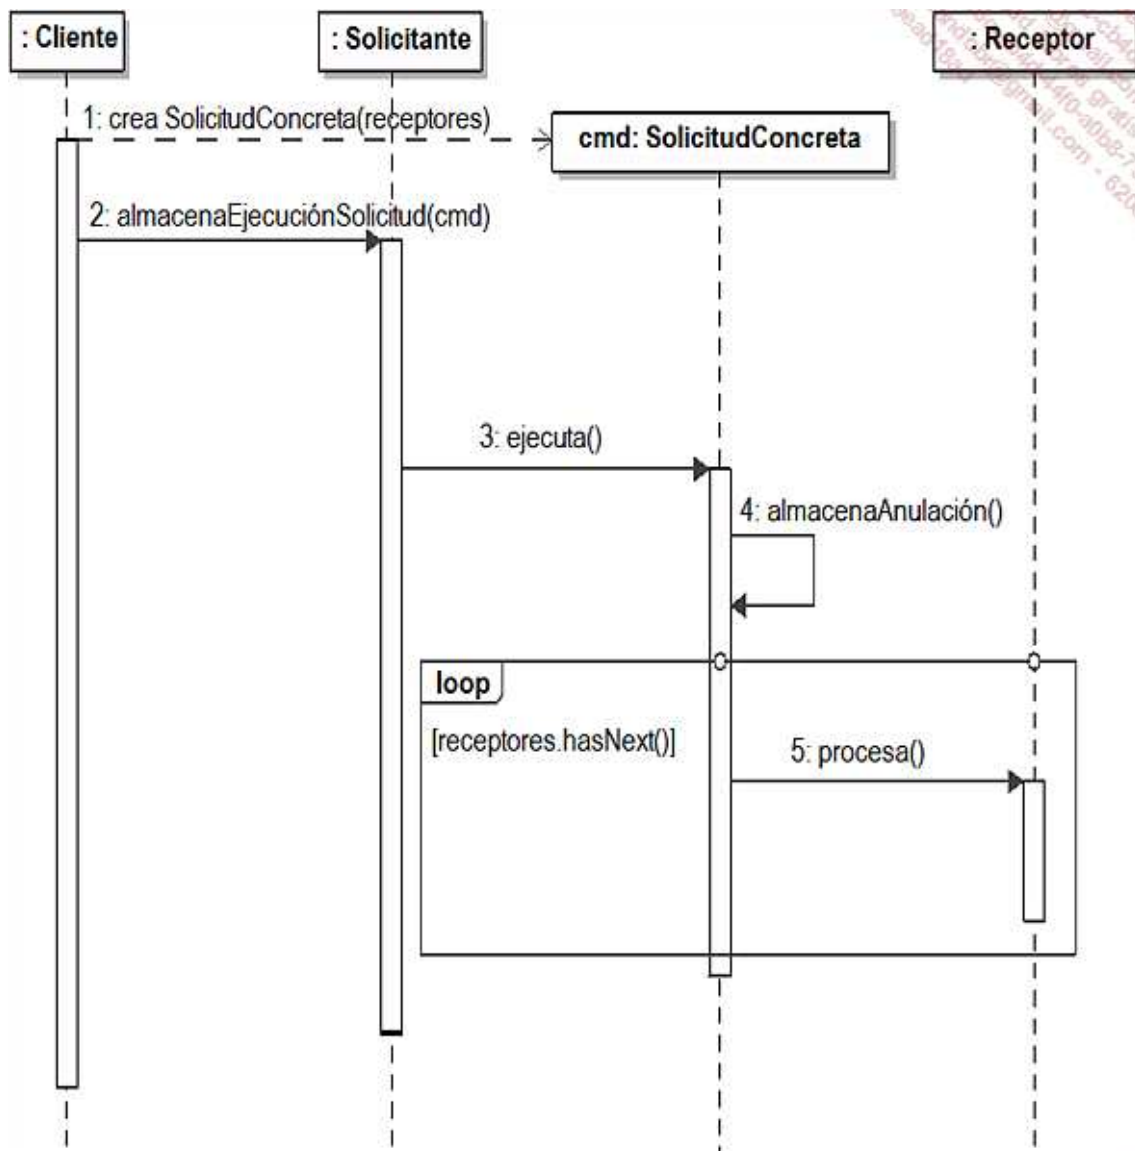 : Cliente
: Solicitante
: Receptor
1: crea SolicitudConcreta(receptores)
cmd: SolicitudConcreta
2: almacenaEjecuciónSolicitud(cmd)
3: ejecuta()
4: almacenaAnulación()
loop
[receptores.hasNext()]
5: procesa()